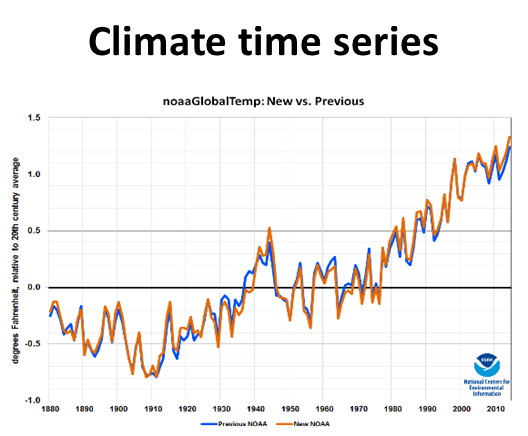 Climate time series
noaaGlobalTemp: New vs. Previous
degrees Fahrenheit, relative to 20th century average
1.5
1.0
0.5
0.0
-0.5
-1.0
1880 1890 1900 1910 1920 1930 1940 1950 1960 1970 1980 1990 2000 2010
National Centers for
Environmental
Information
Previous NOAA New NOAA